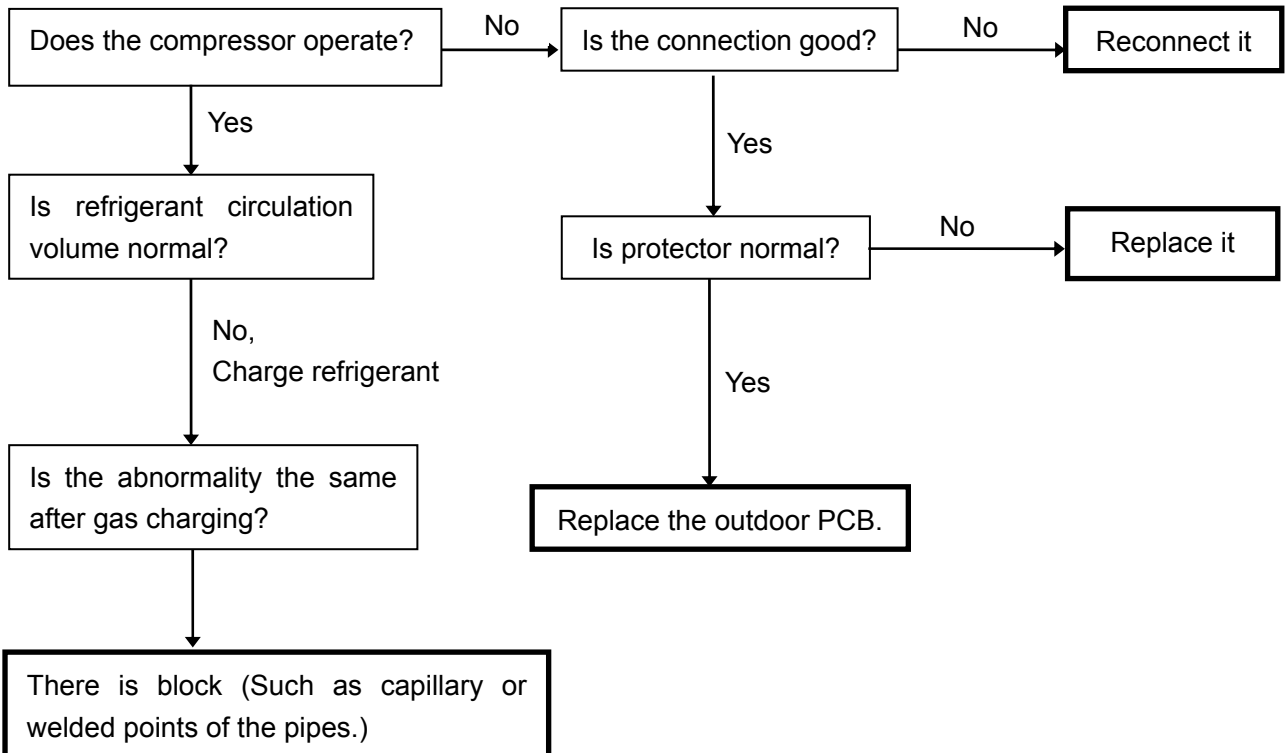 Does the compressor operate?
No
Is the connection good?
No
Reconnect it
Yes
Yes
Is refrigerant circulation
volume normal?
Is protector normal?
No
Replace it
No,
Charge refrigerant
Yes
Is the abnormality the same
after gas charging?
Replace the outdoor PCB.
There is block (Such as capillary or
welded points of the pipes.)